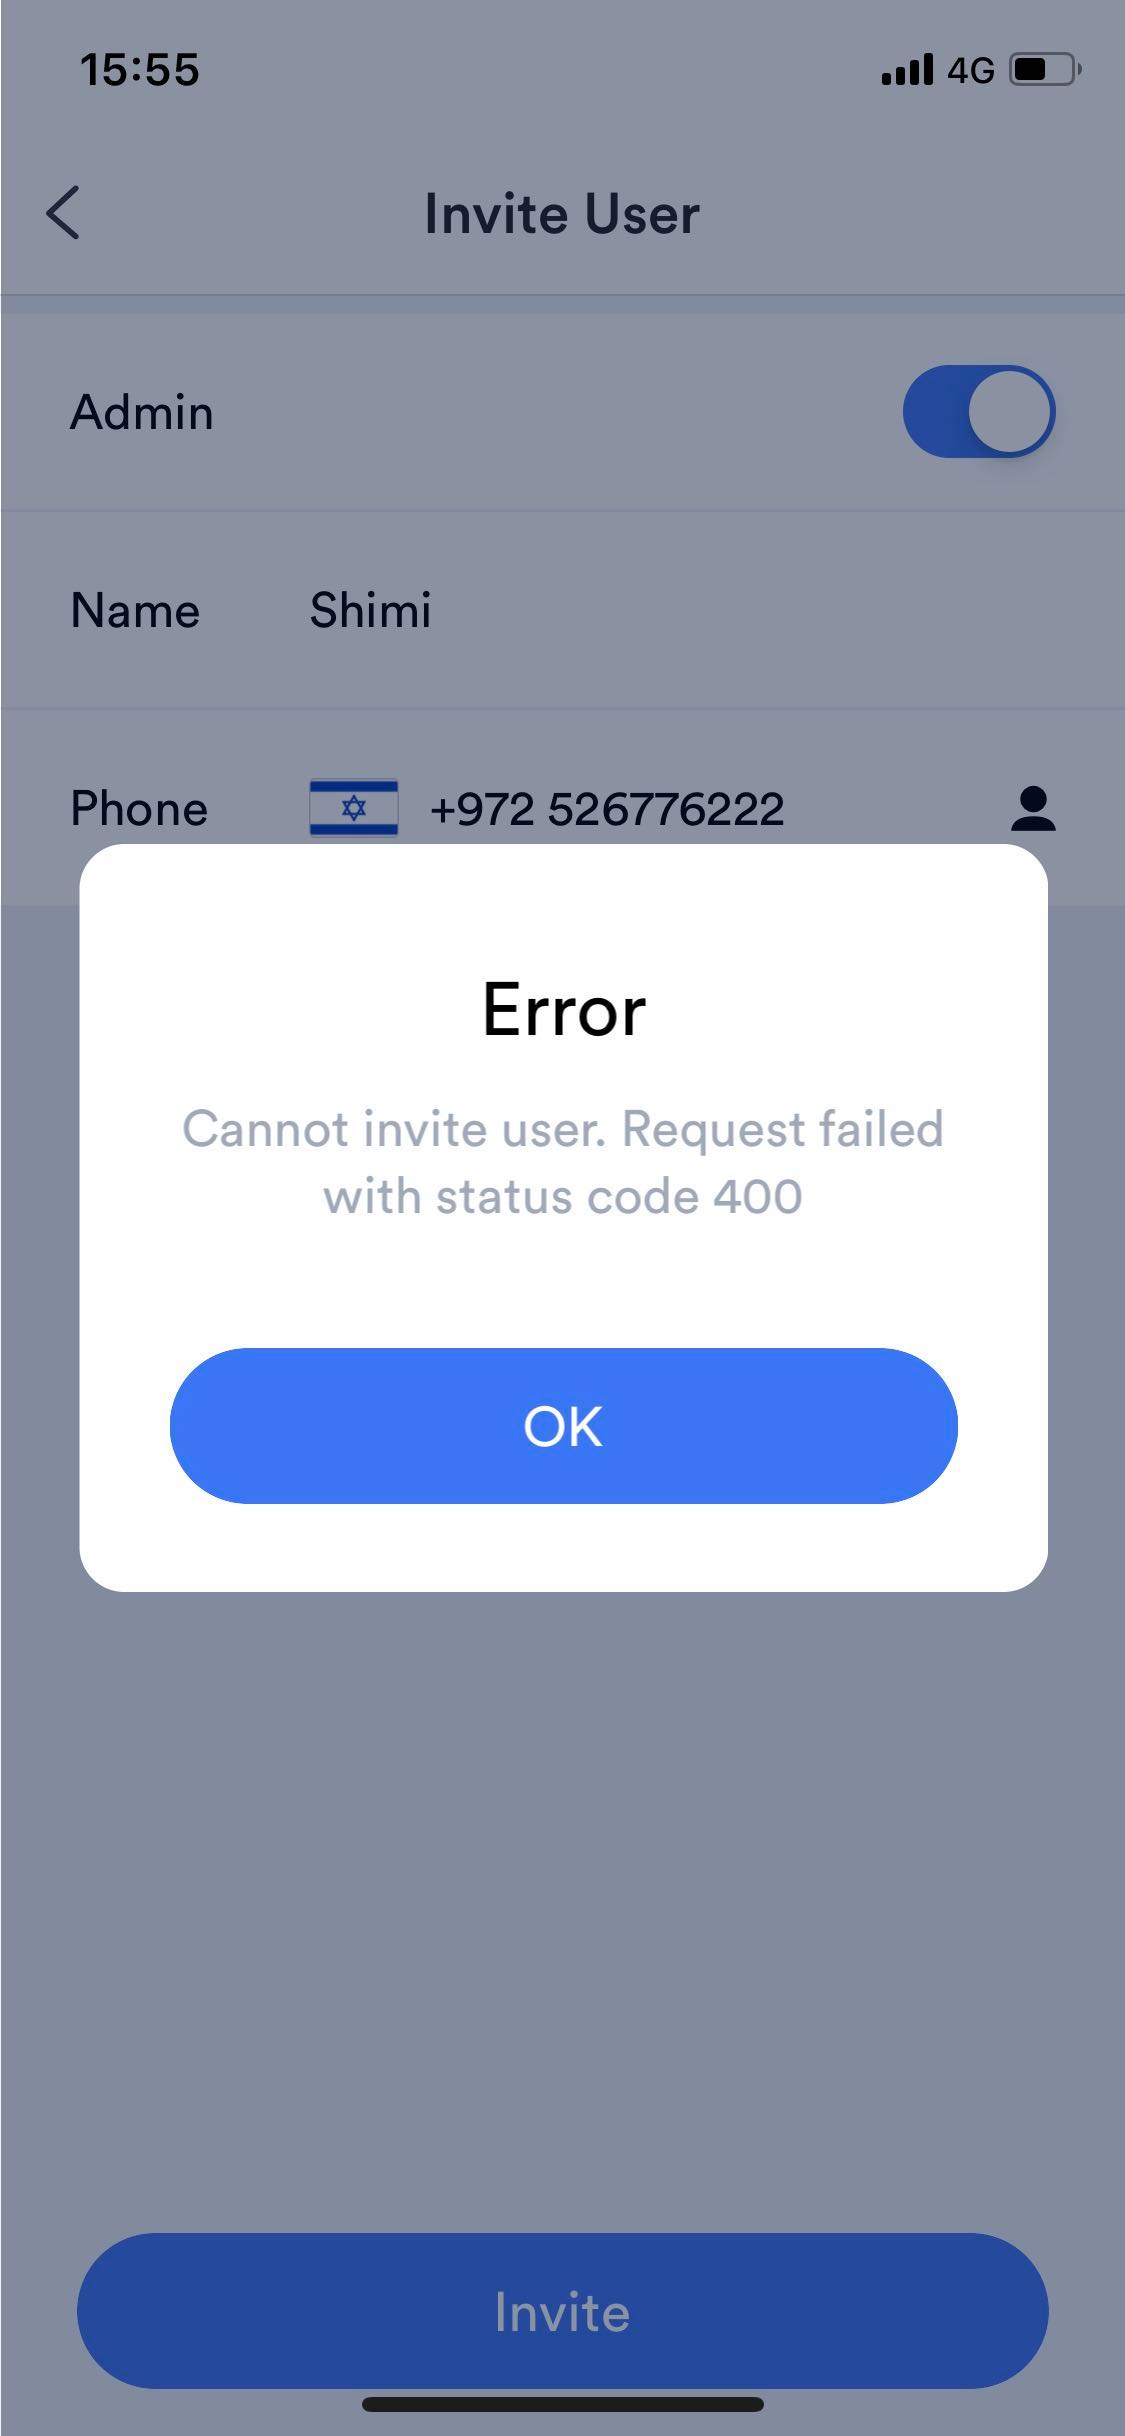 15:55
4G
Invite User
Admin
Name Shimi
Phone +972 526776222
Error
Cannot invite user. Request failed
with status code 400
OK
Invite